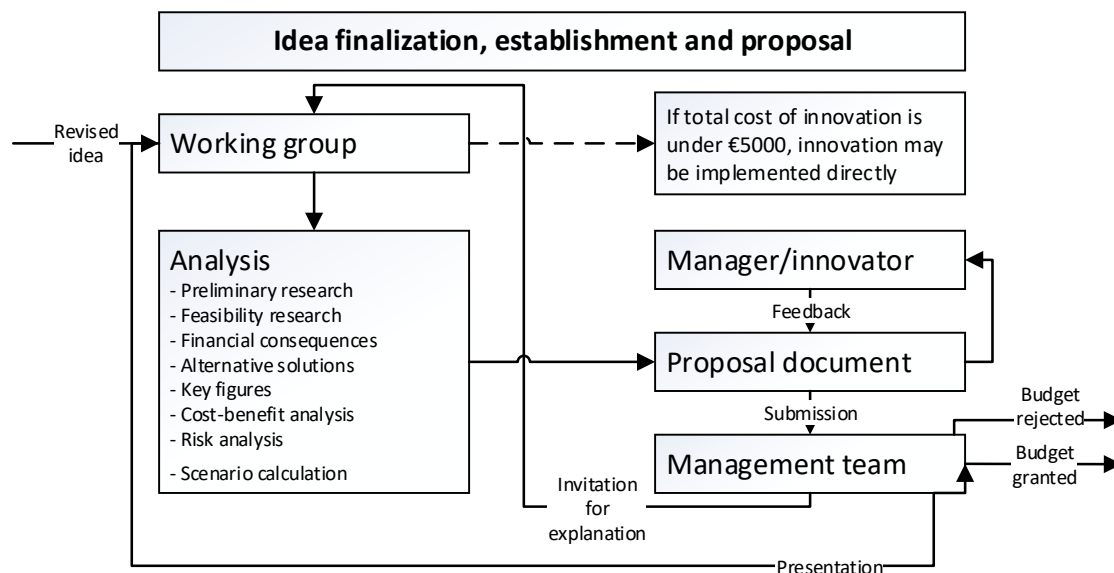 Idea finalization, establishment and proposal
Revised
idea
Working group
If total cost of innovation is
under €5000, innovation may
be implemented directly
Analysis
- Preliminary research
- Feasibility research
- Financial consequences
- Alternative solutions
- Key figures
- Cost-benefit analysis
- Risk analysis
- Scenario calculation
Manager/innovator
Feedback
Proposal document
Submission
Management team
Budget
rejected
Budget
granted
Invitation
for
explanation
Presentation